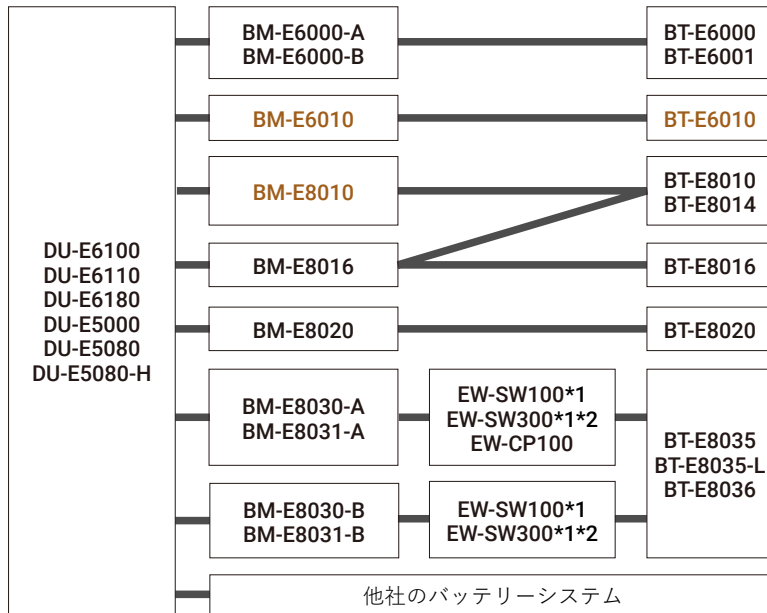 DU-E6100
DU-E6110
DU-E6180
DU-E5000
DU-E5080
DU-E5080-H
BM-E6000-A
BM-E6000-B
BT-E6000
BT-E6001
BM-E6010
BT-E6010
BM-E8010
BT-E8010
BT-E8014
BM-E8016
BT-E8016
BM-E8020
BT-E8020
BM-E8030-A
BM-E8031-A
EW-SW100*1
EW-SW300*1*2
EW-CP100
BM-E8030-B
BM-E8031-B
EW-SW100*1
EW-SW300*1*2
BT-E8035
BT-E8035-L
BT-E8036
他社のバッテリーシステム